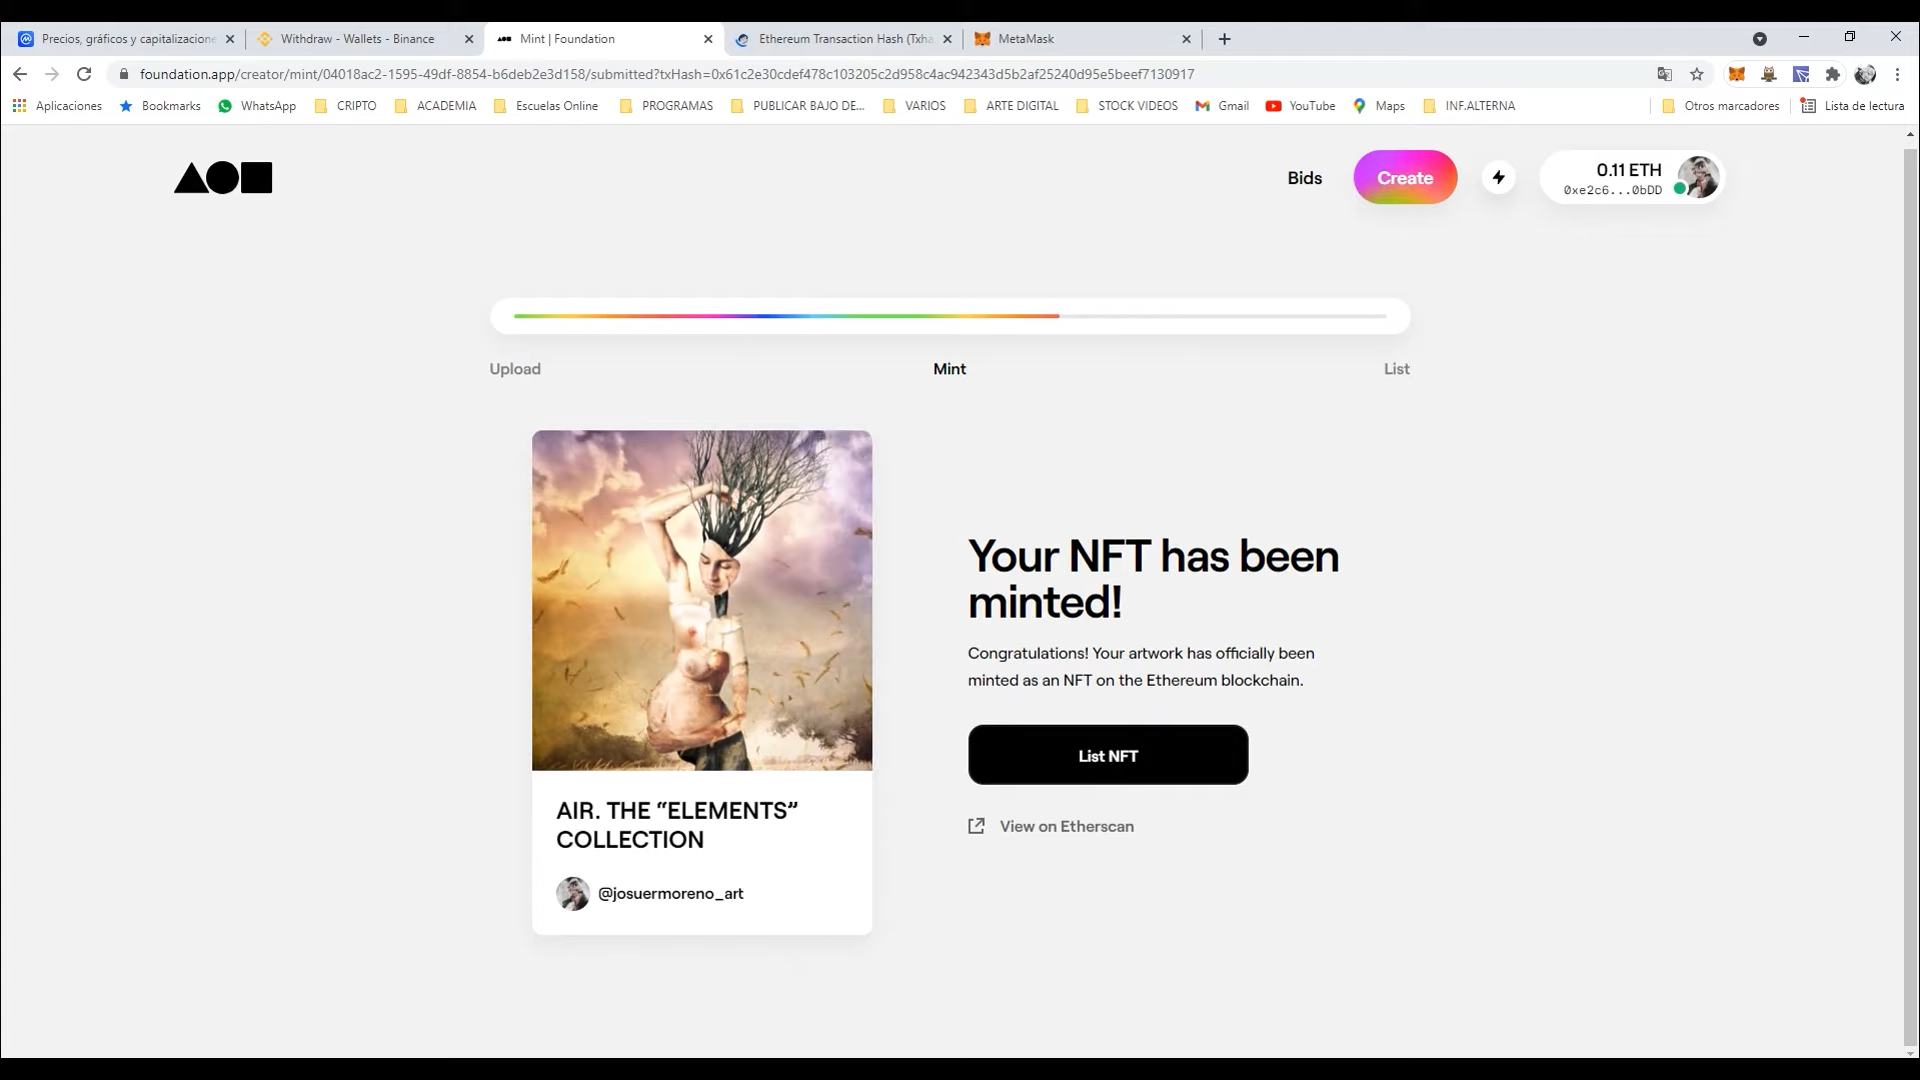 Precios, gráficos y capitalizacione
Withdraw - Wallets - Binance
Mint | Foundation
Ethereum Transaction Hash (Txha
MetaMask
foundation.app/creator/mint/04018ac2-1595-49df-8854-b6deb2e3d158/submitted?txHash=0x61c2e30cdef478c103205c2d958c4ac942343d5b2af25240d95e5beef7130917
Aplicaciones Bookmarks WhatsApp CRIPTO ACADEMIA Escuelas Online PROGRAMAS PUBLICAR BAJO DE... VARIOS ARTE DIGITAL STOCK VIDEOS Gmail YouTube Maps INF.ALTERNA Otros marcadores Lista de lectura
Bids
Create
0.11 ETH
0xe2c6...0bDD
Upload
Mint
List
Your NFT has been
minted!
Congratulations! Your artwork has officially been
minted as an NFT on the Ethereum blockchain.
List NFT
View on Etherscan
AIR. THE “ELEMENTS”
COLLECTION
@josuermoreno_art